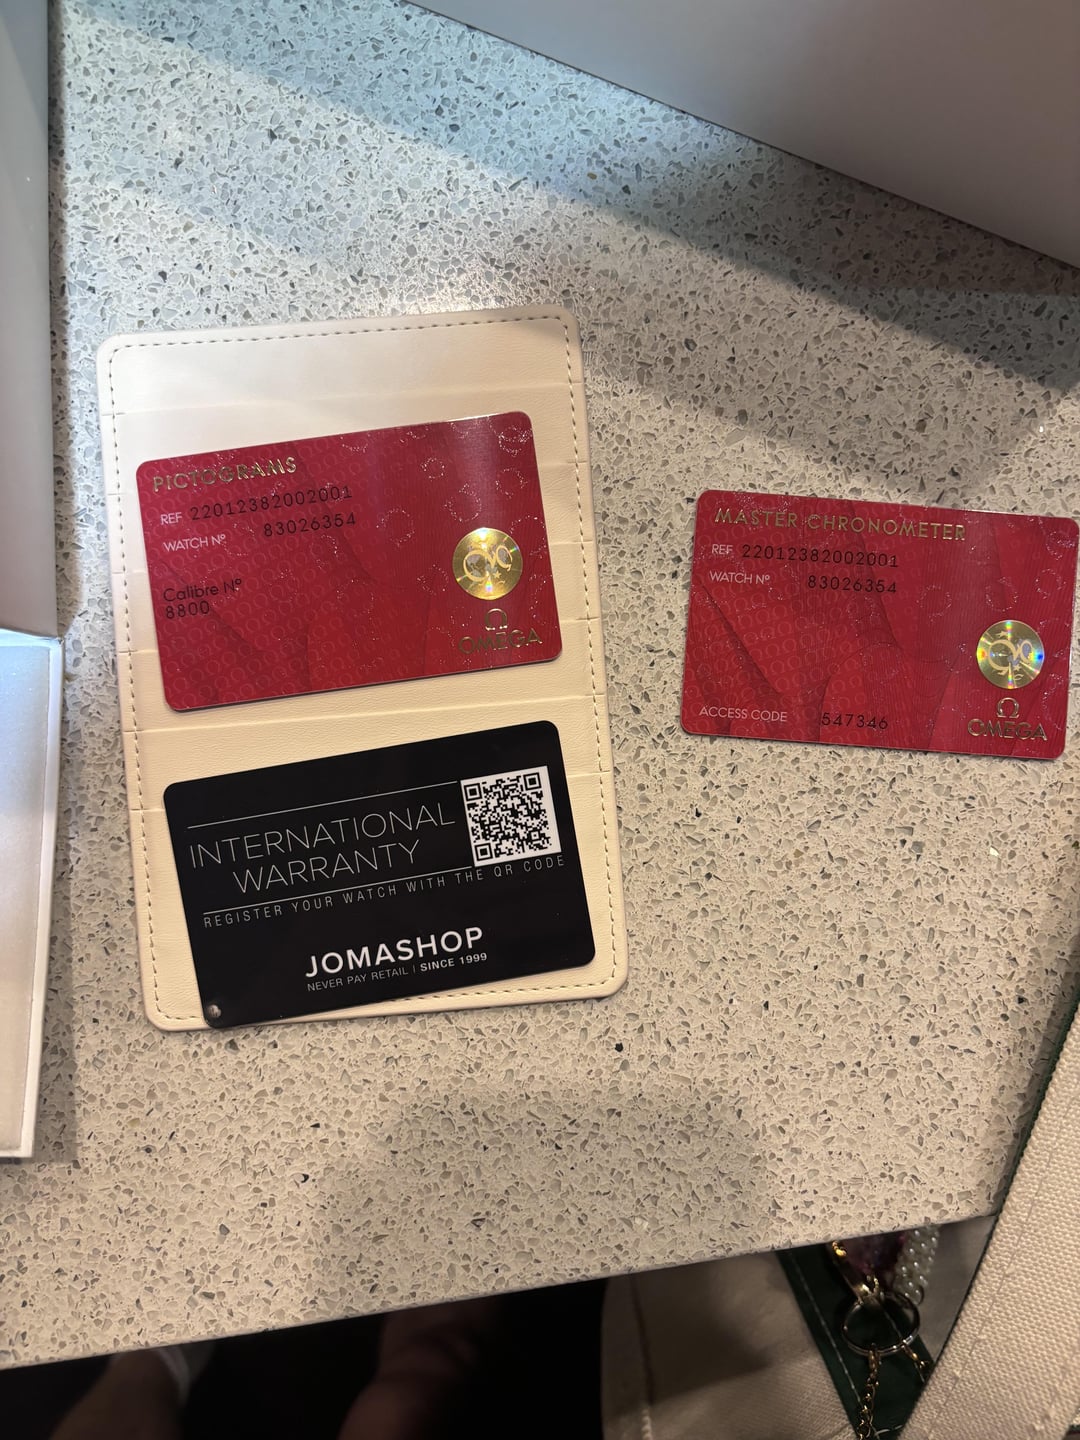 PICTOGRAMS
REF 22012382002001
WATCH Nº 83026354
Calibre Nº
8800
Ω
OMEGA
INTERNATIONAL
WARRANTY
REGISTER YOUR WATCH WITH THE QR CODE
JOMASHOP
NEVER PAY RETAIL | SINCE 1999
MASTER CHRONOMETER
REF 22012382002001
WATCH Nº 83026354
ACCESS CODE 547346
Ω
OMEGA